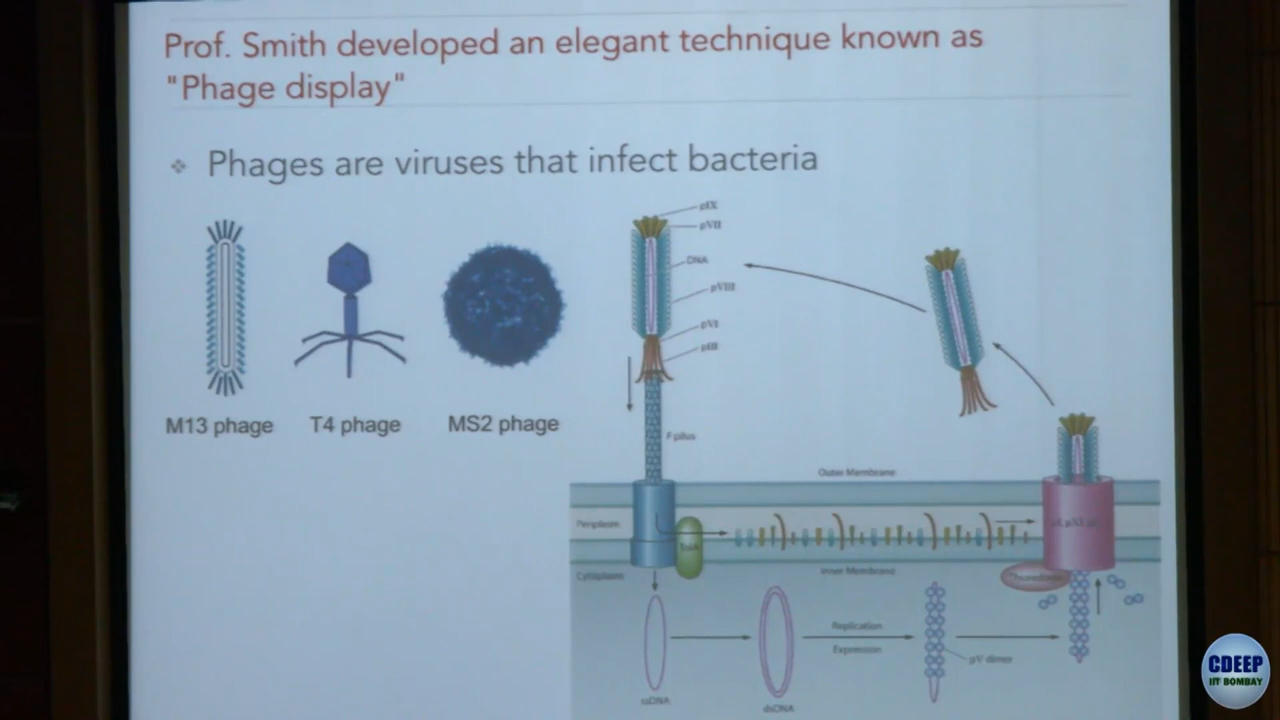 Prof. Smith developed an elegant technique known as
"Phage display"
❖ Phages are viruses that infect bacteria
M13 phage
T4 phage
MS2 phage
pIX
pVII
DNA
pVIII
pVI
pIII
F pilus
Outer Membrane
Periplasm
TolA
Inner Membrane
Cytoplasm
Replication
Expression
pV dimer
ssDNA
dsDNA
CDEEP
IIT BOMBAY